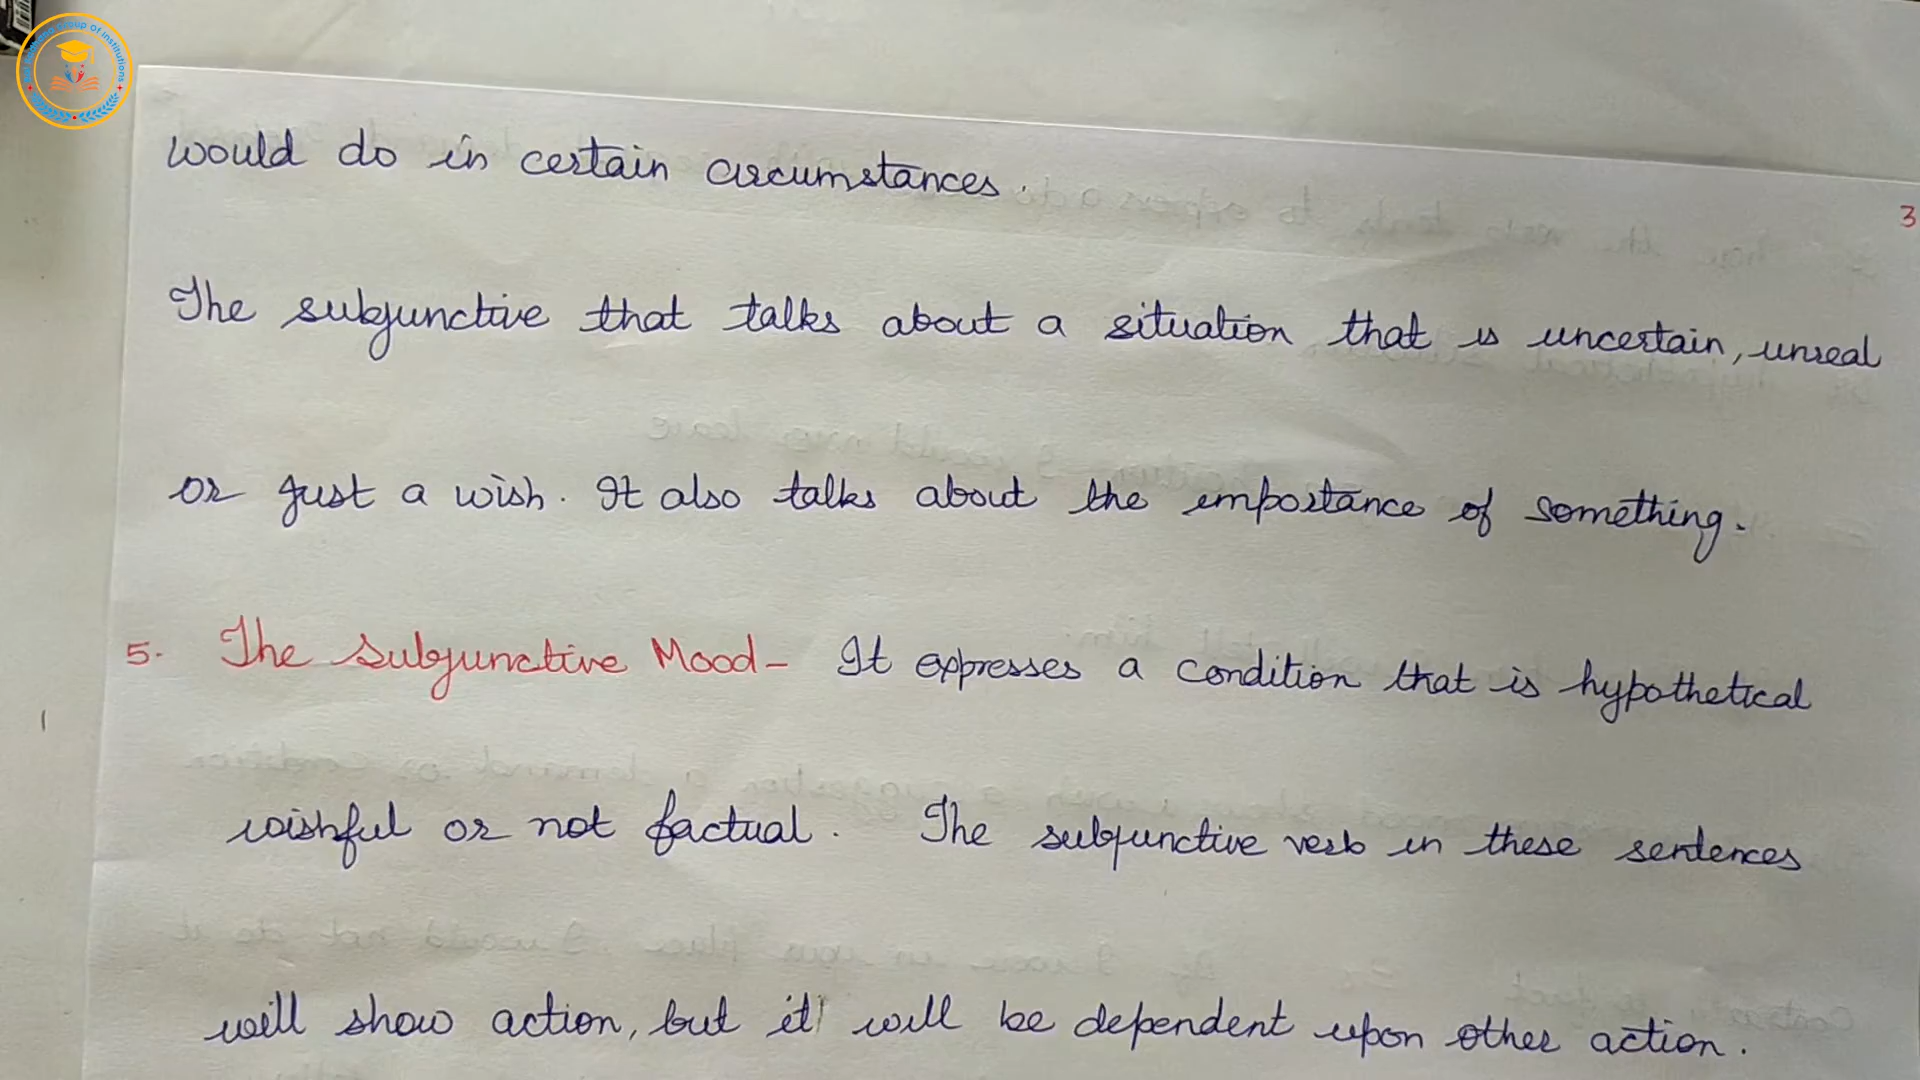 would do in certain circumstances.
3
The subjunctive that talks about a situation that is uncertain, unreal
or just a wish. It also talks about the importance of something.
5. The Subjunctive Mood- It expresses a condition that is hypothetical
wishful or not factual. The subjunctive verb in these sentences
will show action, but it will be dependent upon other action.